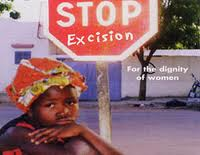 STOP
Excision
For the dignity
of women